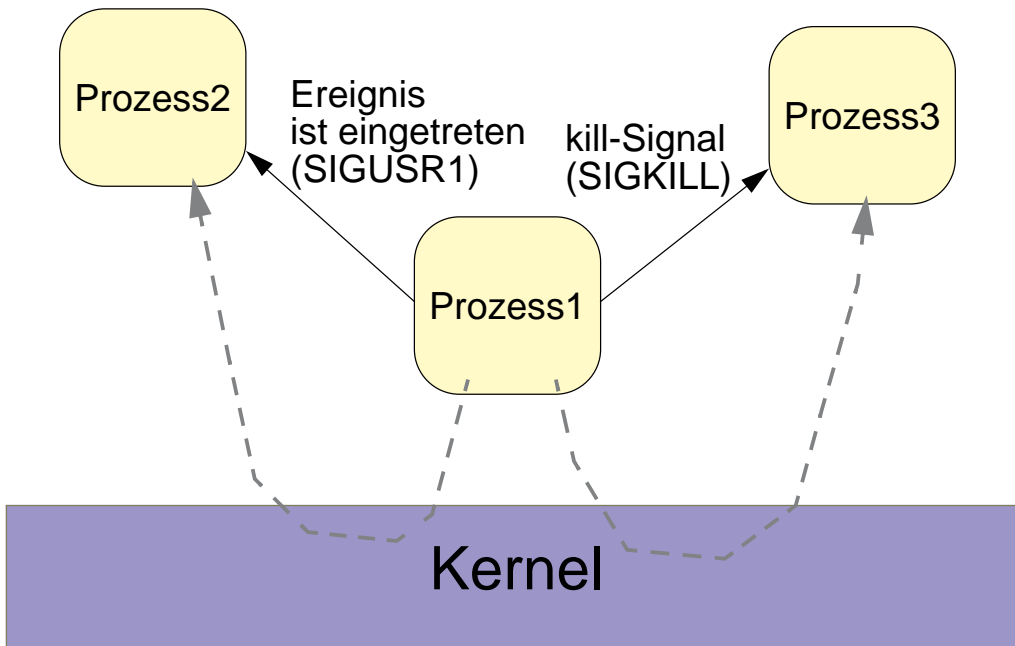 Prozess2
Ereignis
ist eingetreten
(SIGUSR1)
kill-Signal
(SIGKILL)
Prozess3
Prozess1
Kernel